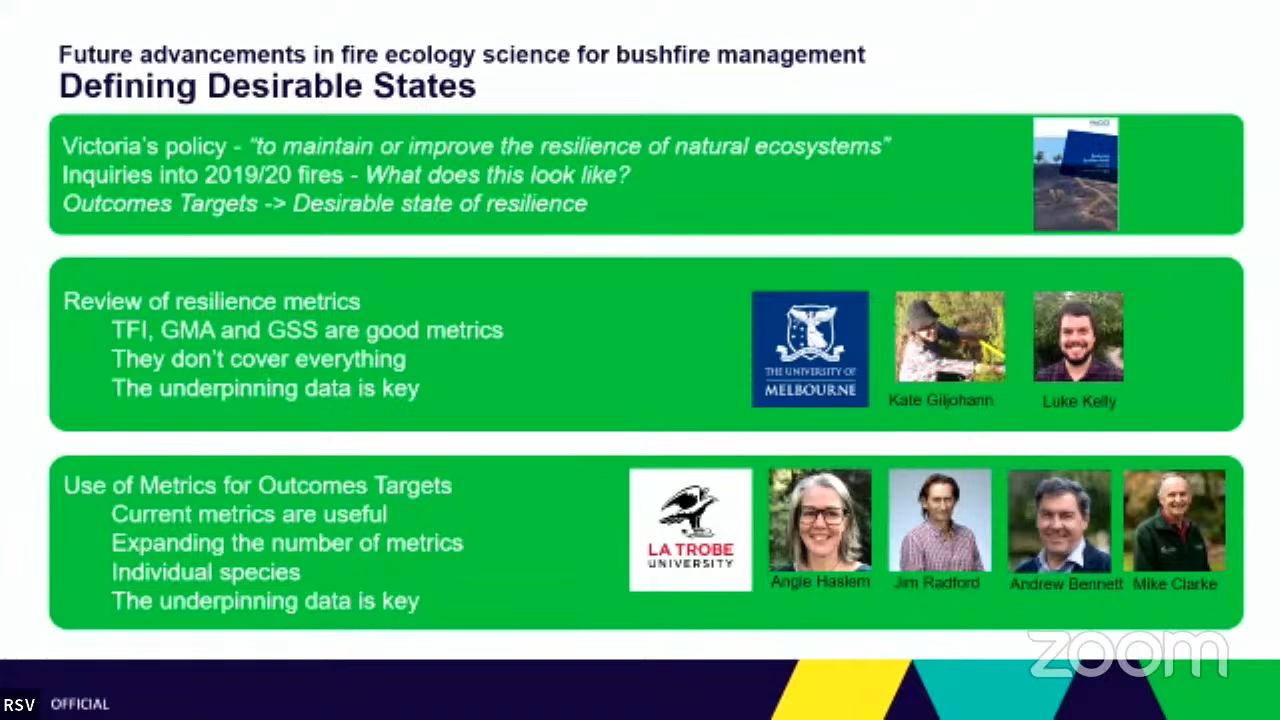 Future advancements in fire ecology science for bushfire management
Defining Desirable States
Victoria's policy - "to maintain or improve the resilience of natural ecosystems"
Inquiries into 2019/20 fires - What does this look like?
Outcomes Targets -> Desirable state of resilience
Review of resilience metrics
TFI, GMA and GSS are good metrics
They don't cover everything
The underpinning data is key
THE UNIVERSITY OF
MELBOURNE
Kate Giljohann
Luke Kelly
Use of Metrics for Outcomes Targets
Current metrics are useful
Expanding the number of metrics
Individual species
The underpinning data is key
LA TROBE
UNIVERSITY
Angie Haslem
Jim Radford
Andrew Bennett
Mike Clarke
zoom
RSV
OFFICIAL